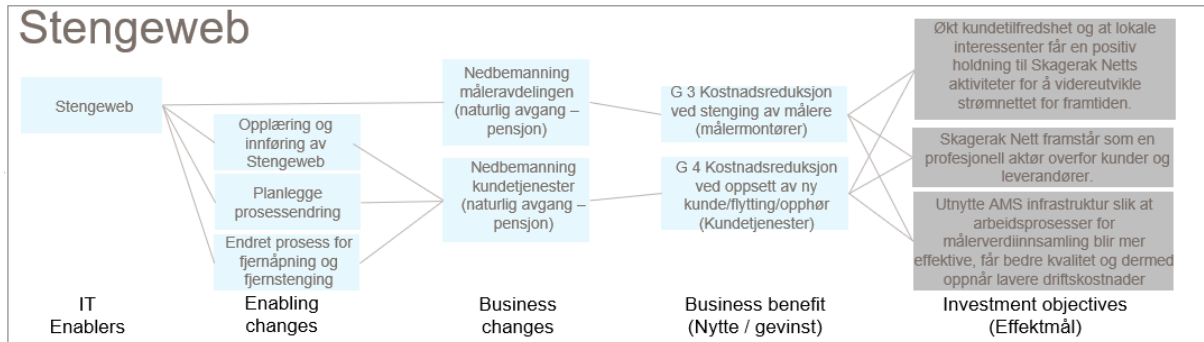 Stengeweb
Stengeweb
Opplæring og
innføring av
Stengeweb
Planlegge
prosessendring
Endret prosess for
fjernåpning og
fjernstenging
Nedbemanning
måleravdelingen
(naturlig avgang –
pensjon)
Nedbemanning
kundetjenester
(naturlig avgang –
pensjon)
G 3 Kostnadsreduksjon
ved stenging av målere
(målermontører)
G 4 Kostnadsreduksjon
ved oppsett av ny
kunde/flytting/opphør
(Kundetjenester)
Økt kundetilfredshet og at lokale
interessenter får en positiv
holdning til Skagerak Netts
aktiviteter for å videreutvikle
strømnettet for framtiden.
Skagerak Nett framstår som en
profesjonell aktør overfor kunder og
leverandører.
Utnytte AMS infrastruktur slik at
arbeidsprosesser for
målerverdiinnsamling blir mer
effektive, får bedre kvalitet og dermed
oppnår lavere driftskostnader
IT
Enablers
Enabling
changes
Business
changes
Business benefit
(Nytte / gevinst)
Investment objectives
(Effektmål)